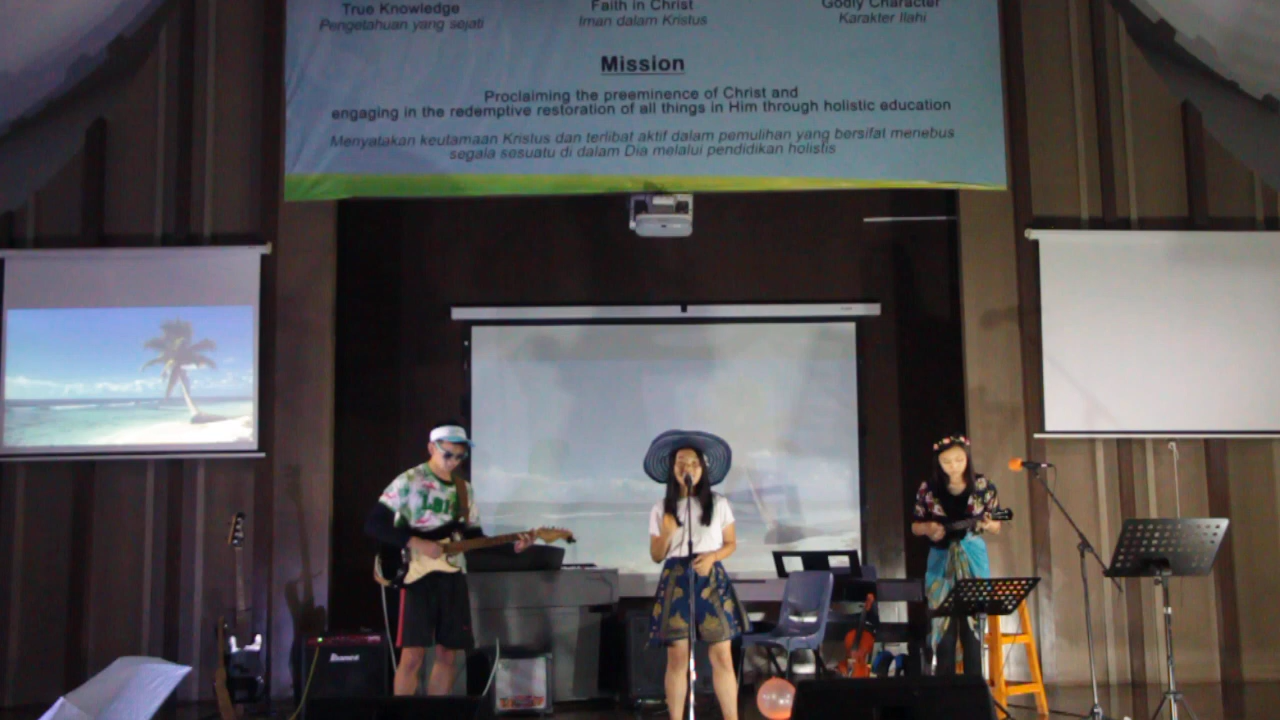 True Knowledge
Pengetahuan yang sejati
Faith in Christ
Iman dalam Kristus
Godly Character
Karakter Ilahi
Mission
Proclaiming the preeminence of Christ and
engaging in the redemptive restoration of all things in Him through holistic education
Menyatakan keutamaan Kristus dan terlibat aktif dalam pemulihan yang bersifat menebus
segala sesuatu di dalam Dia melalui pendidikan holistis
Ibanez